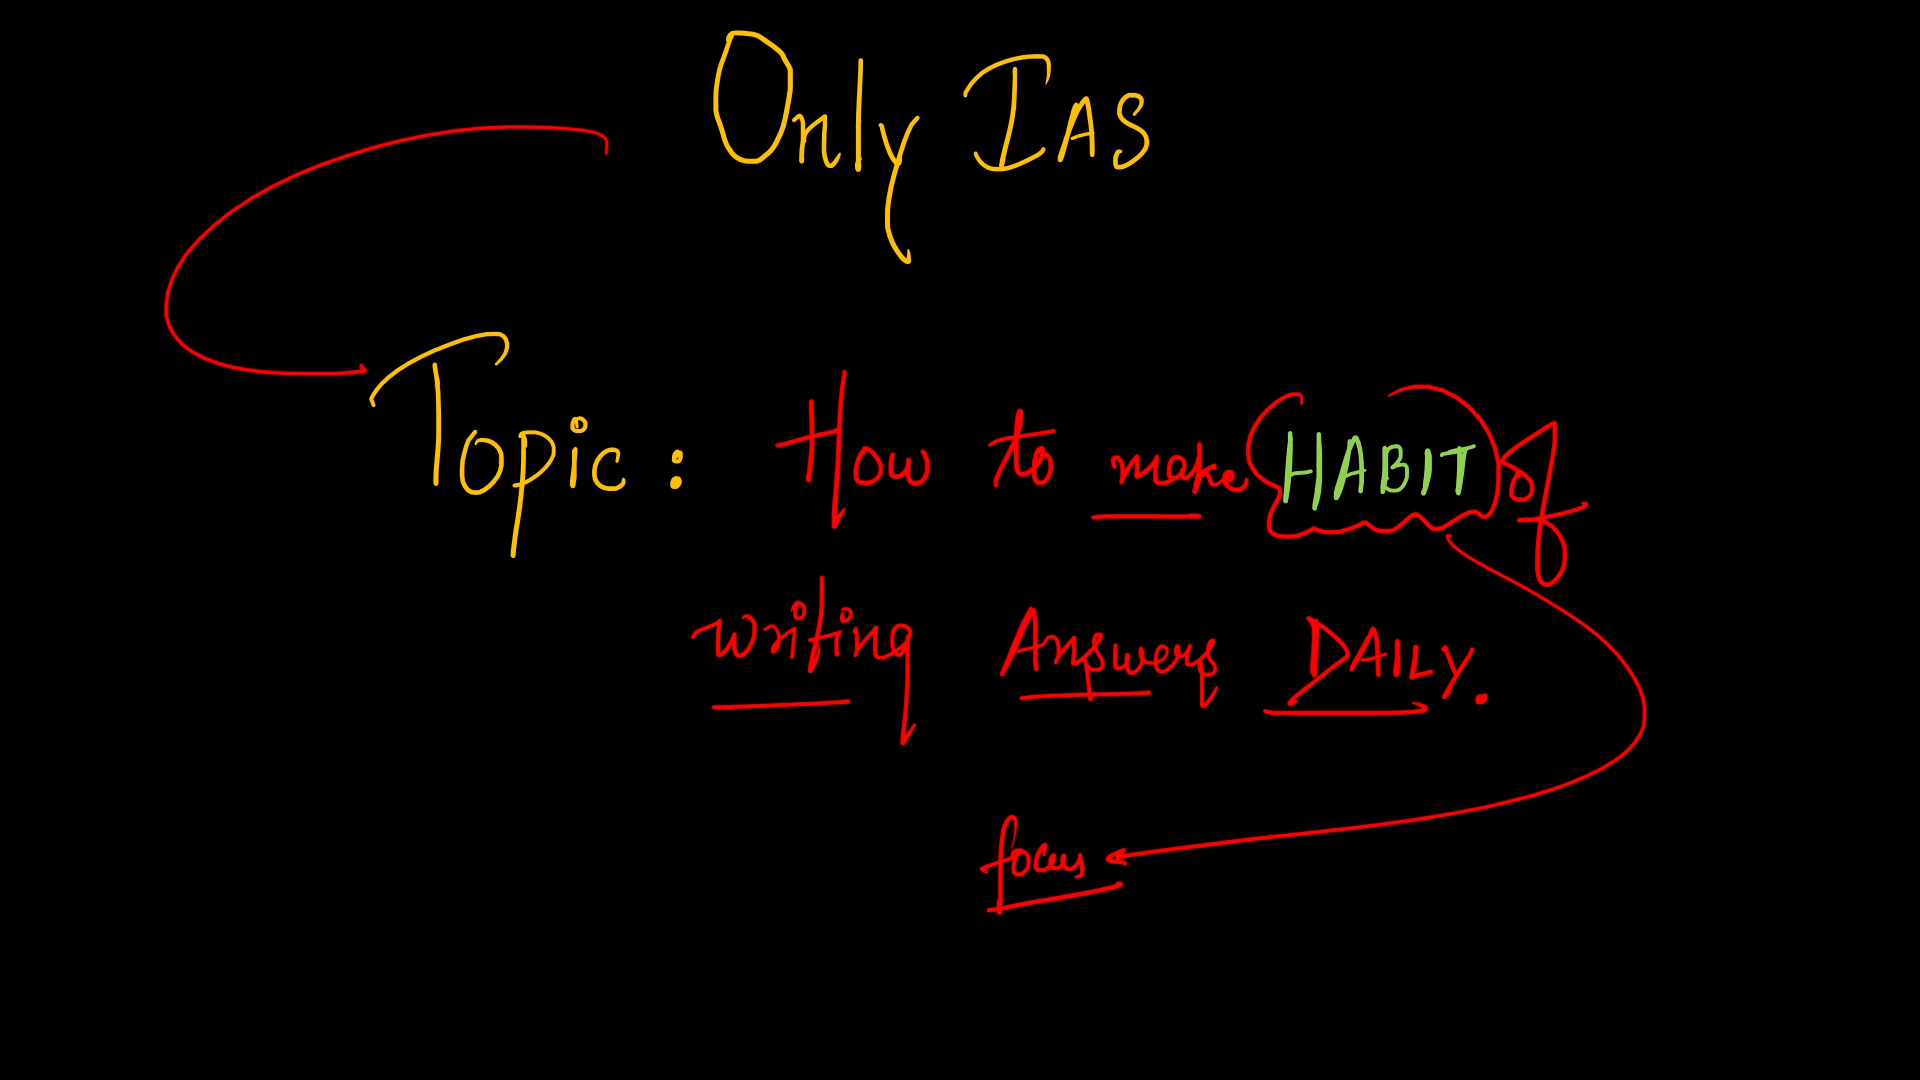 Only IAS
Topic: How to make HABIT of
writing Answers DAILY.
focus